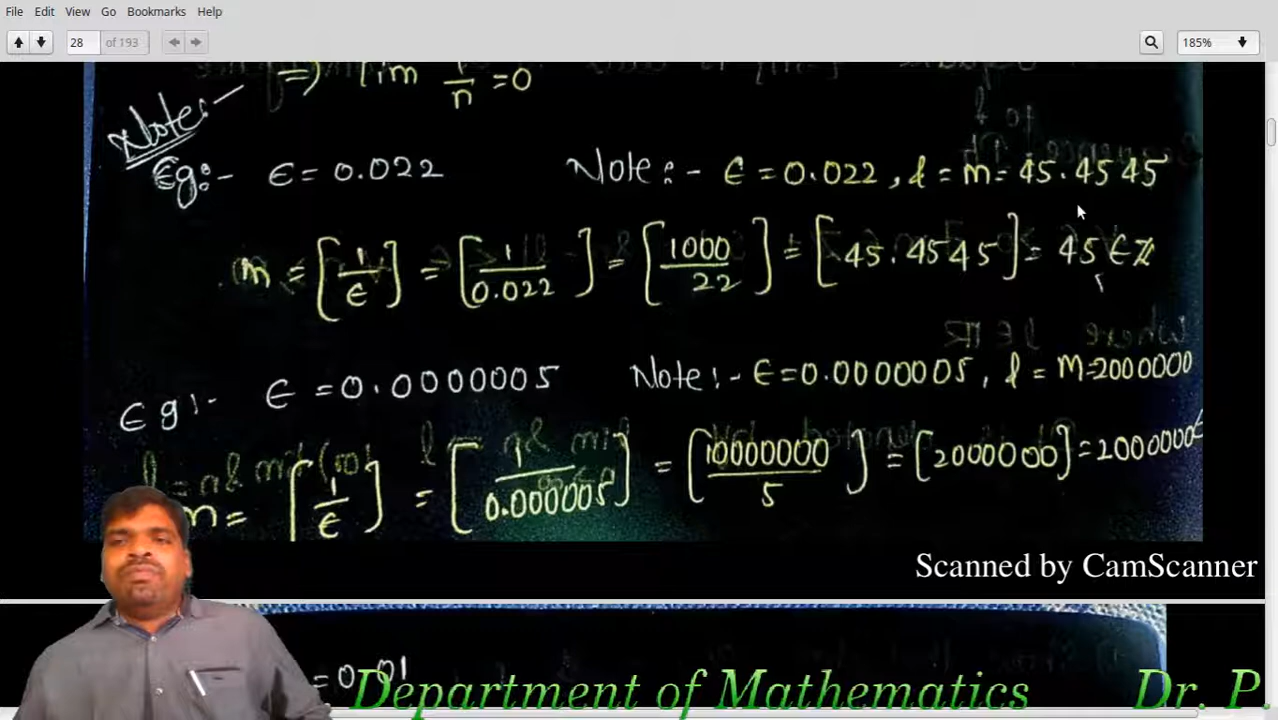 File Edit View Go Bookmarks Help
28 of 193 185%
=) lim 1/n =0
Note:-
Eg:- ϵ = 0.022 Note:- ϵ = 0.022, l = m = 45.4545
m = [1/ϵ] = [1/0.022] = [1000/22] = [45.4545] = 45 ϵ Z
Eg:- ϵ = 0.0000005 Note:- ϵ = 0.0000005, l = m = 2000000
m = [1/ϵ] = [1/0.0000005] = [10000000/5] = [2000000] = 2000000 ϵ
Scanned by CamScanner
= 0.01
Department of Mathematics Dr. P.